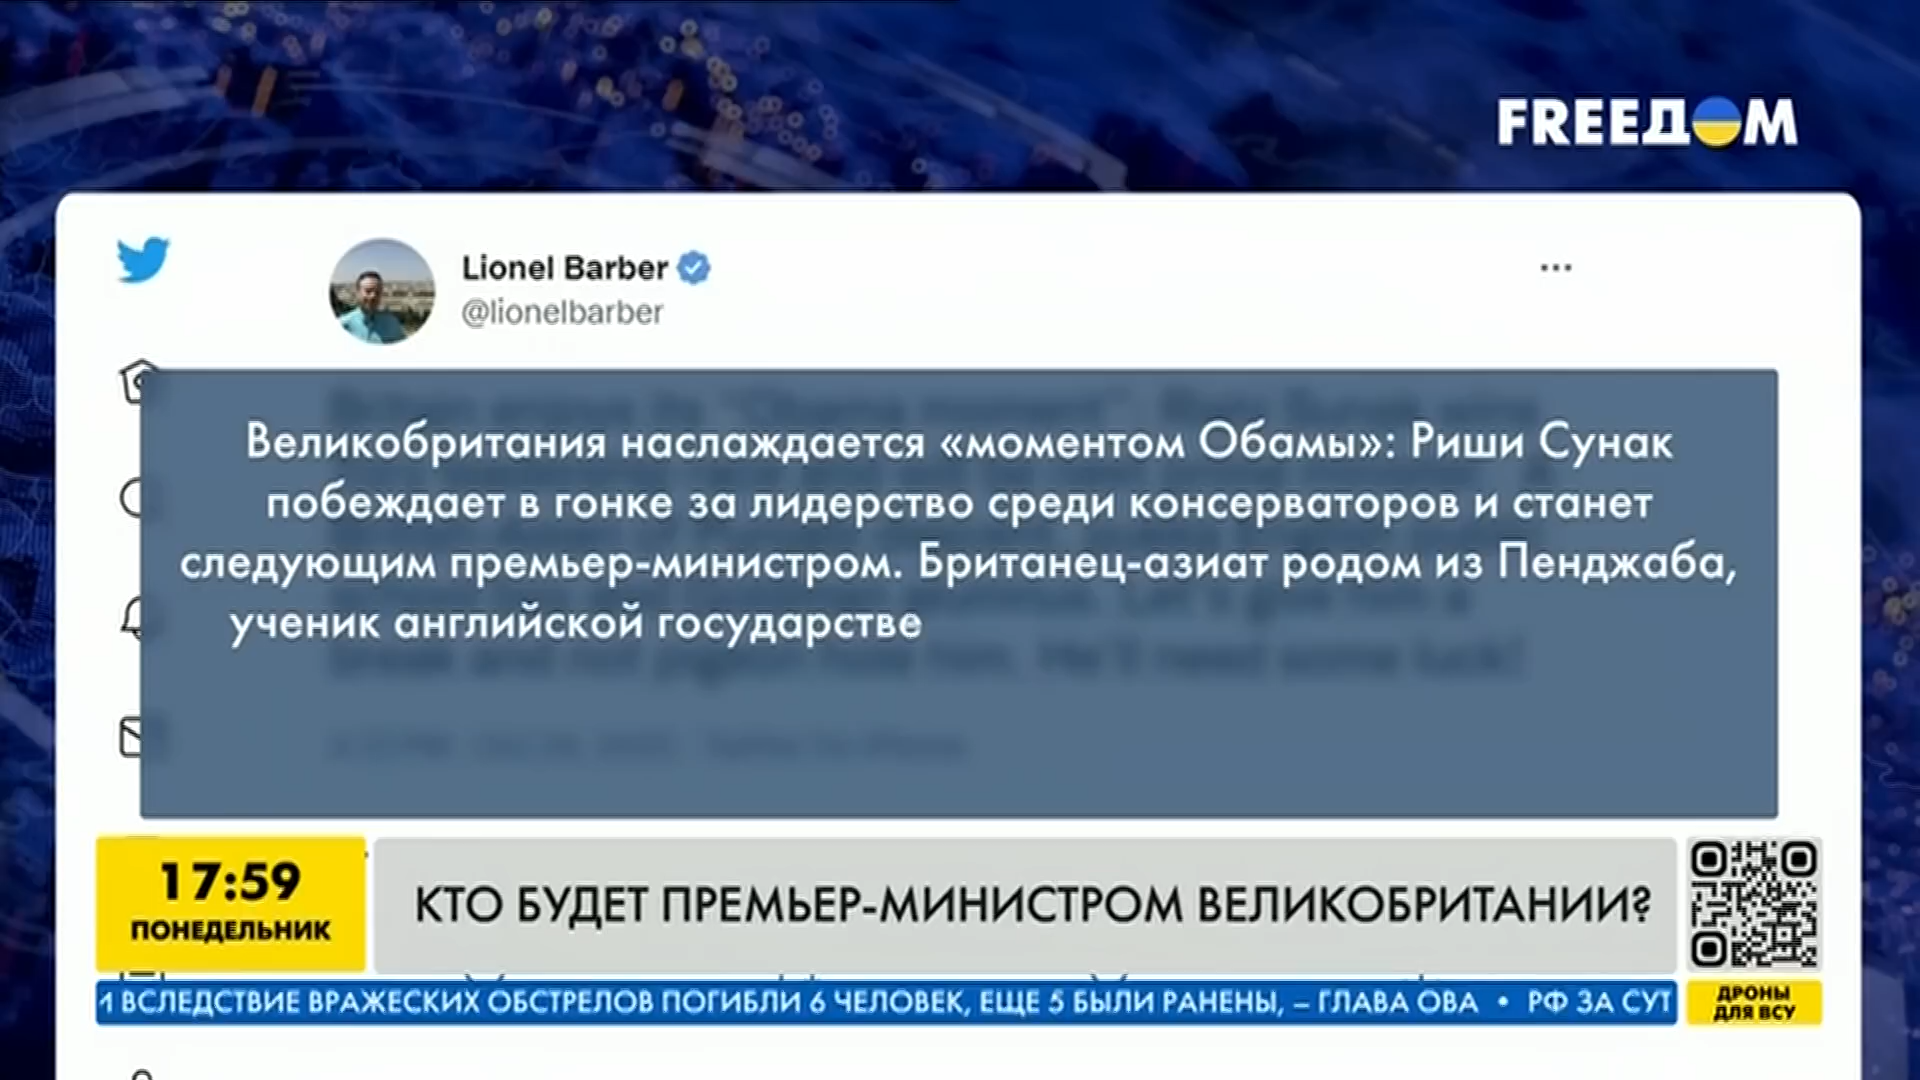 FREEДOM
Lionel Barber
@lionelbarber
Великобритания наслаждается «моментом Обамы»: Риши Сунак
побеждает в гонке за лидерство среди консерваторов и станет
следующим премьер-министром. Британец-азиат родом из Пенджаба,
ученик английской государстве
17:59
ПОНЕДЕЛЬНИК
КТО БУДЕТ ПРЕМЬЕР-МИНИСТРОМ ВЕЛИКОБРИТАНИИ?
И ВСЛЕДСТВИЕ ВРАЖЕСКИХ ОБСТРЕЛОВ ПОГИБЛИ 6 ЧЕЛОВЕК, ЕЩЕ 5 БЫЛИ РАНЕНЫ, – ГЛАВА ОВА • РФ ЗА СУТ
ДРОНЫ
ДЛЯ ВСУ